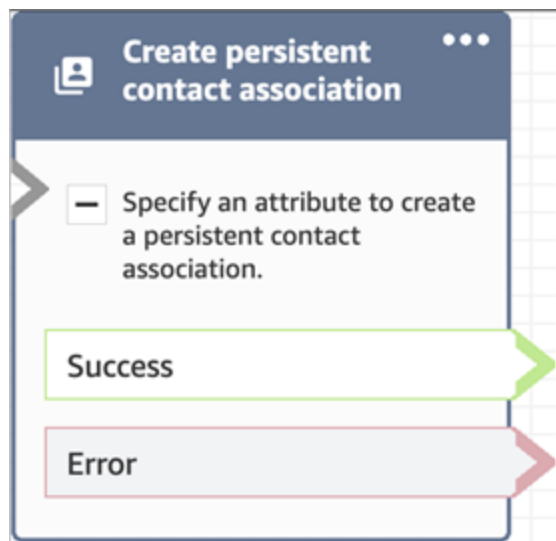 Create persistent
contact association
Specify an attribute to create
a persistent contact
association.
Success
Error